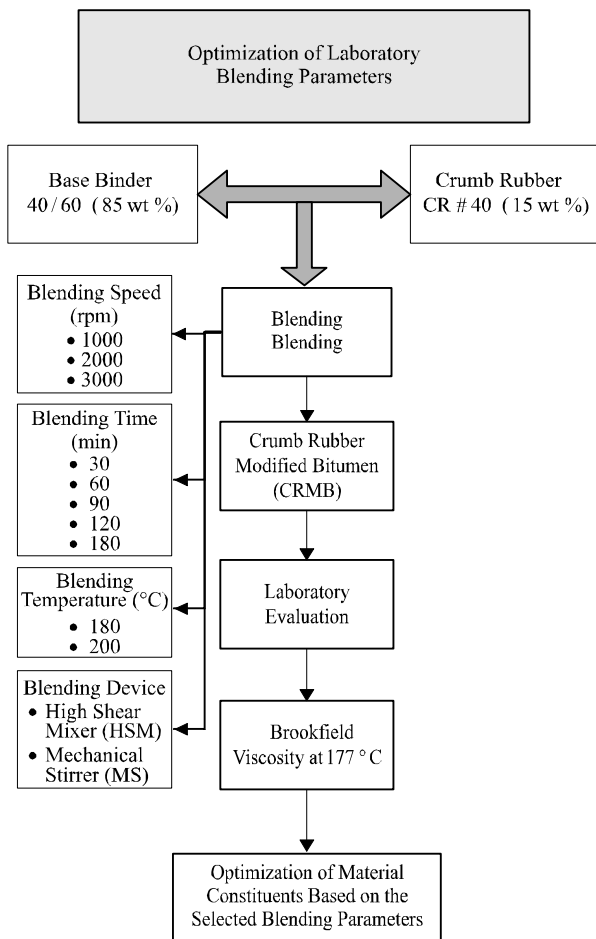 Optimization of Laboratory
Blending Parameters
Base Binder
40/60 (85 wt %)
Crumb Rubber
CR # 40 (15 wt %)
Blending Speed
(rpm)
• 1000
• 2000
• 3000
Blending
Blending
Blending Time
(min)
• 30
• 60
• 90
• 120
• 180
Crumb Rubber
Modified Bitumen
(CRMB)
Blending
Temperature (°C)
• 180
• 200
Laboratory
Evaluation
Blending Device
• High Shear
Mixer (HSM)
• Mechanical
Stirrer (MS)
Brookfield
Viscosity at 177 °C
Optimization of Material
Constituents Based on the
Selected Blending Parameters